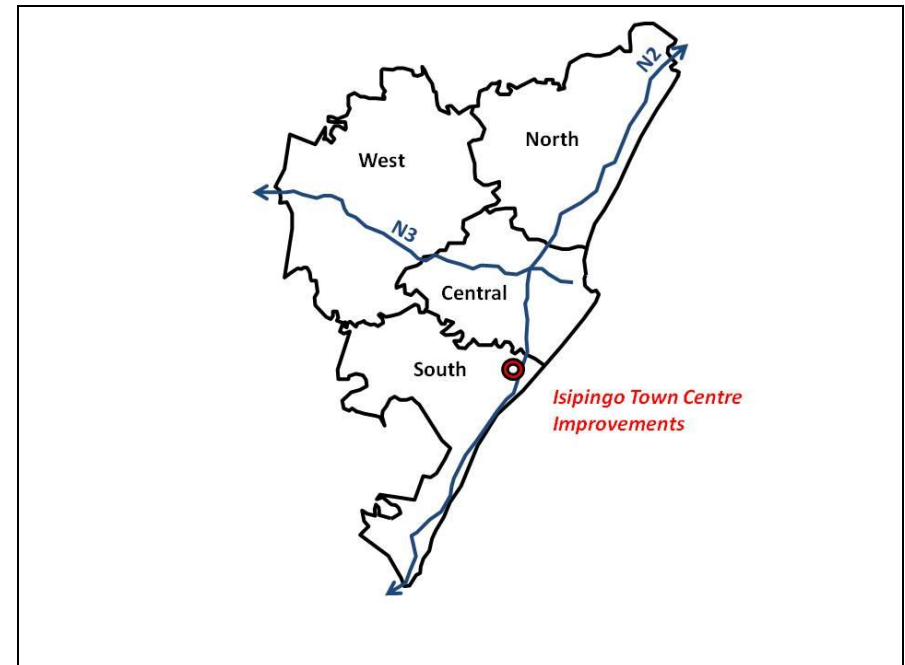 N2
North
West
N3
Central
South
Isipingo Town Centre
Improvements